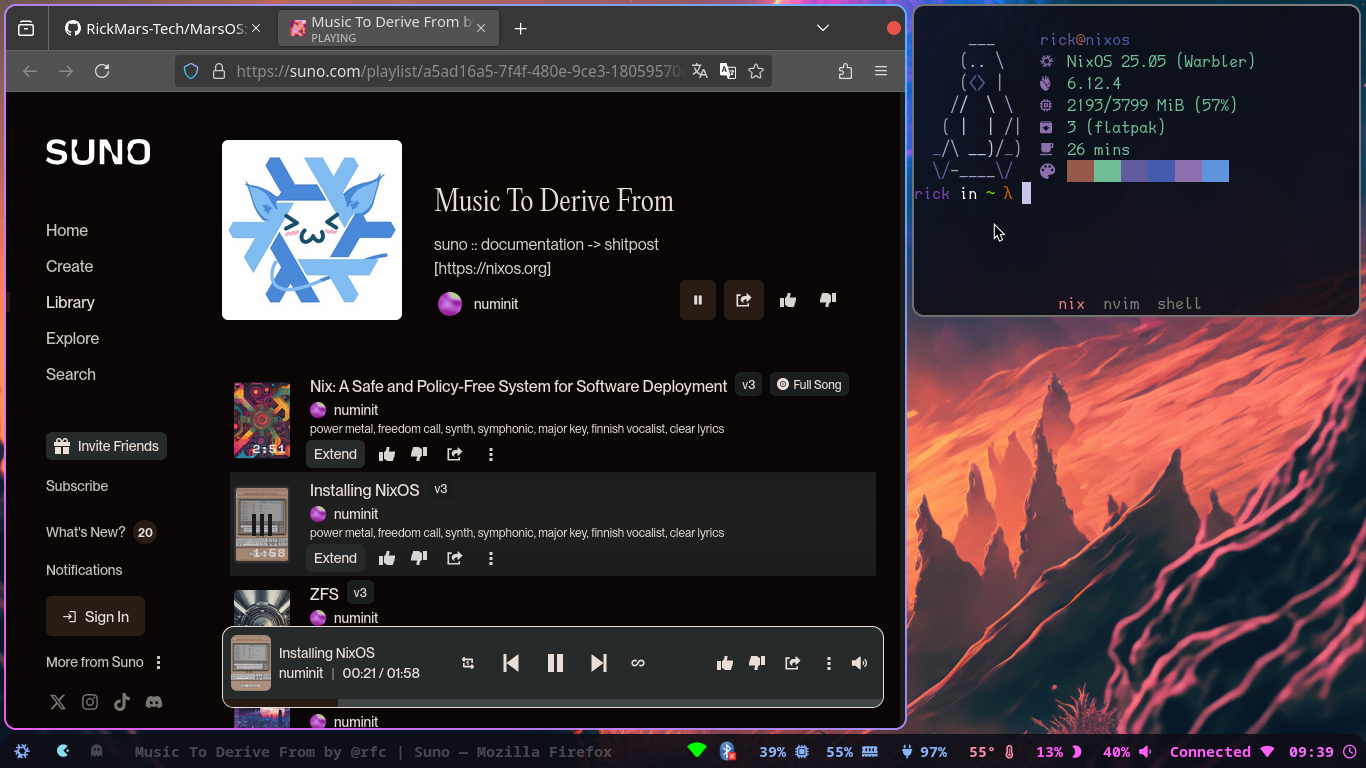 RickMars-Tech/MarsOS:
Music To Derive From b
PLAYING
https://suno.com/playlist/a5ad16a5-7f4f-480e-9ce3-18059570
SUNO
Home
Create
Library
Explore
Search
Invite Friends
Subscribe
What's New? 20
Notifications
Sign In
More from Suno
Music To Derive From
suno :: documentation -> shitpost
[https://nixos.org]
numinit
Nix: A Safe and Policy-Free System for Software Deployment v3 Full Song
numinit
power metal, freedom call, synth, symphonic, major key, finnish vocalist, clear lyrics
2:51
Extend
Installing NixOS v3
numinit
power metal, freedom call, synth, symphonic, major key, finnish vocalist, clear lyrics
1:58
Extend
ZFS v3
numinit
Installing NixOS
numinit | 00:21 / 01:58
numinit
___
(.. \
(<> |
// \ \
( | | /|
_/\ __)/_)
\/-____\/
rick@nixos
NixOS 25.05 (Warbler)
6.12.4
2193/3799 MiB (57%)
3 (flatpak)
26 mins
rick in ~ λ
nix nvim shell
Music To Derive From by @rfc | Suno — Mozilla Firefox
39% 55% 97% 55° 13% 40% Connected 09:39